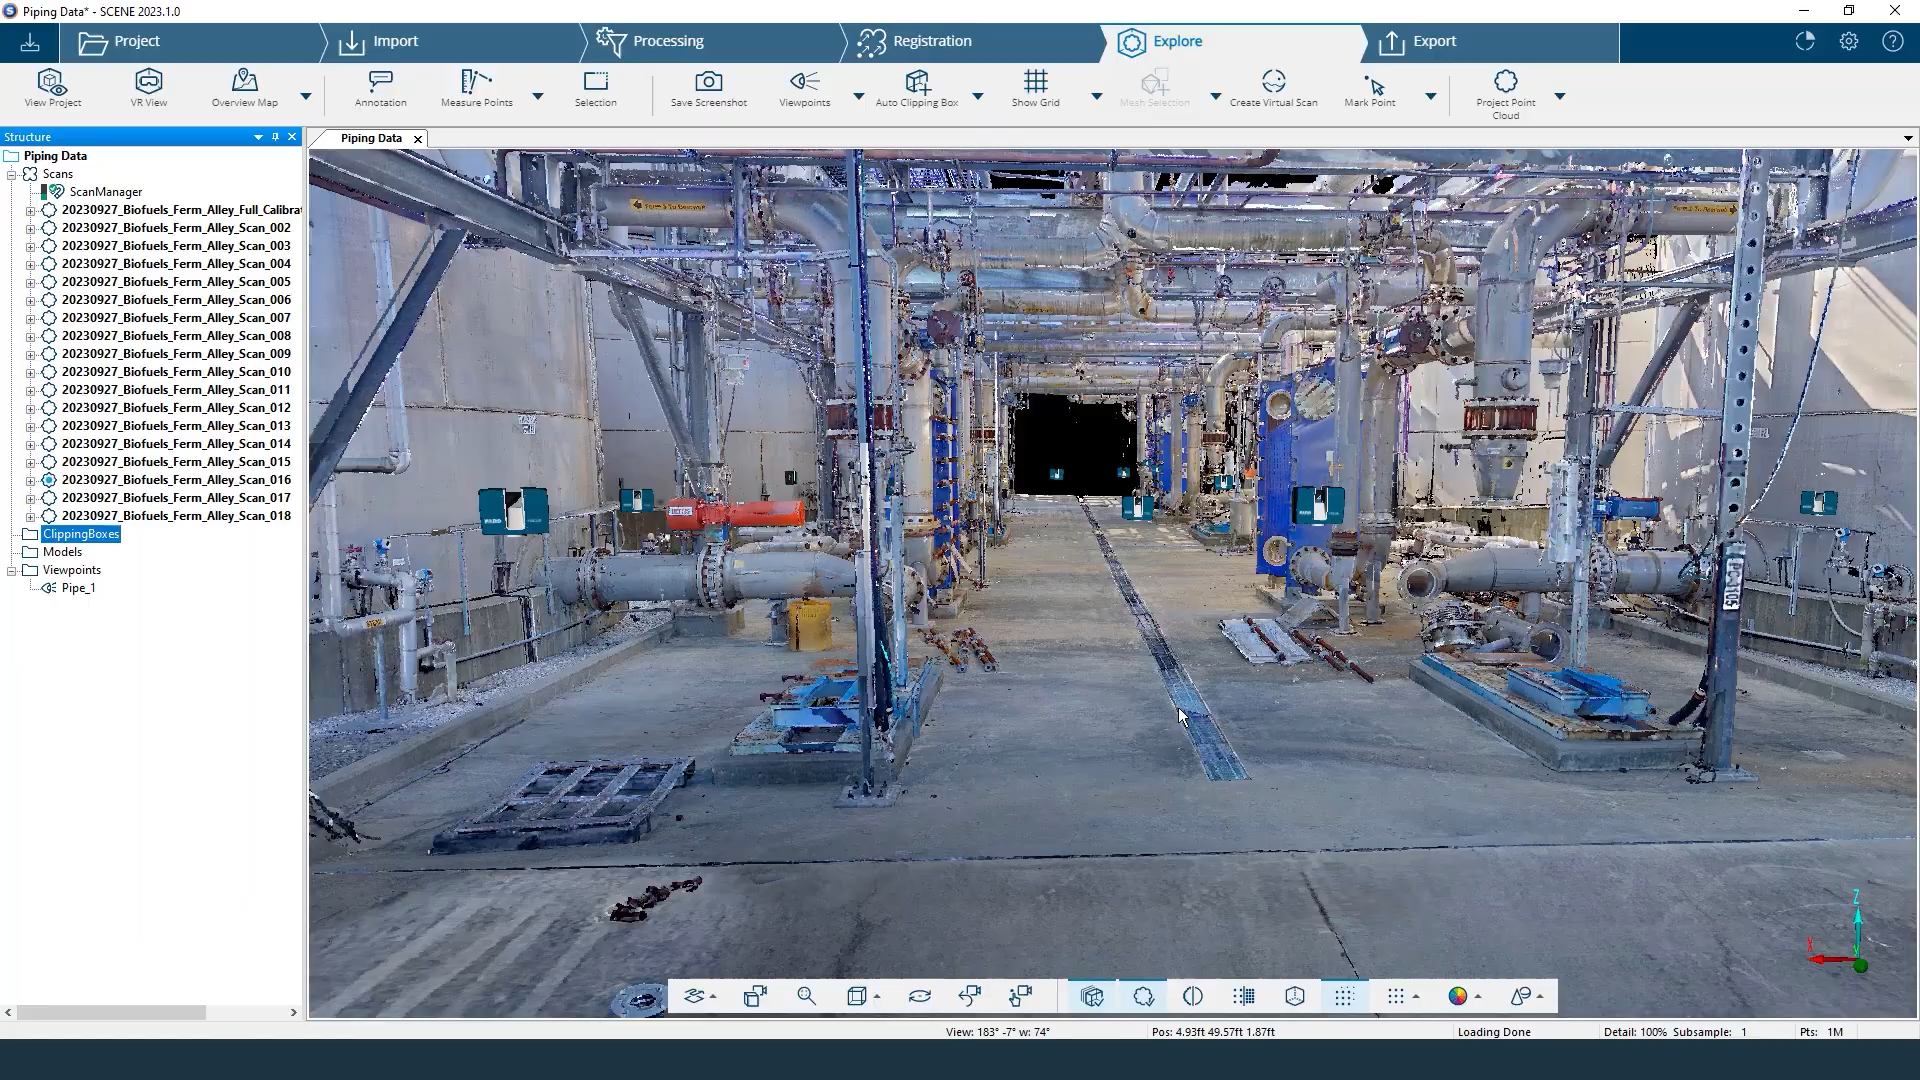 Piping Data* - SCENE 2023.1.0
Project
Import
Processing
Registration
Explore
Export
View Project
VR View
Overview Map
Annotation
Measure Points
Selection
Save Screenshot
Viewpoints
Auto Clipping Box
Show Grid
Mesh Selection
Create Virtual Scan
Mark Point
Project Point
Cloud
Structure
Piping Data
Piping Data
Scans
ScanManager
20230927_Biofuels_Ferm_Alley_Full_Calibrat
20230927_Biofuels_Ferm_Alley_Scan_002
20230927_Biofuels_Ferm_Alley_Scan_003
20230927_Biofuels_Ferm_Alley_Scan_004
20230927_Biofuels_Ferm_Alley_Scan_005
20230927_Biofuels_Ferm_Alley_Scan_006
20230927_Biofuels_Ferm_Alley_Scan_007
20230927_Biofuels_Ferm_Alley_Scan_008
20230927_Biofuels_Ferm_Alley_Scan_009
20230927_Biofuels_Ferm_Alley_Scan_010
20230927_Biofuels_Ferm_Alley_Scan_011
20230927_Biofuels_Ferm_Alley_Scan_012
20230927_Biofuels_Ferm_Alley_Scan_013
20230927_Biofuels_Ferm_Alley_Scan_014
20230927_Biofuels_Ferm_Alley_Scan_015
20230927_Biofuels_Ferm_Alley_Scan_016
20230927_Biofuels_Ferm_Alley_Scan_017
20230927_Biofuels_Ferm_Alley_Scan_018
ClippingBoxes
Models
Viewpoints
Pipe_1
Z
X
Y
View: 183° -7° w: 74°
Pos: 4.93ft 49.57ft 1.87ft
Loading Done
Detail: 100% Subsample: 1
Pts: 1M